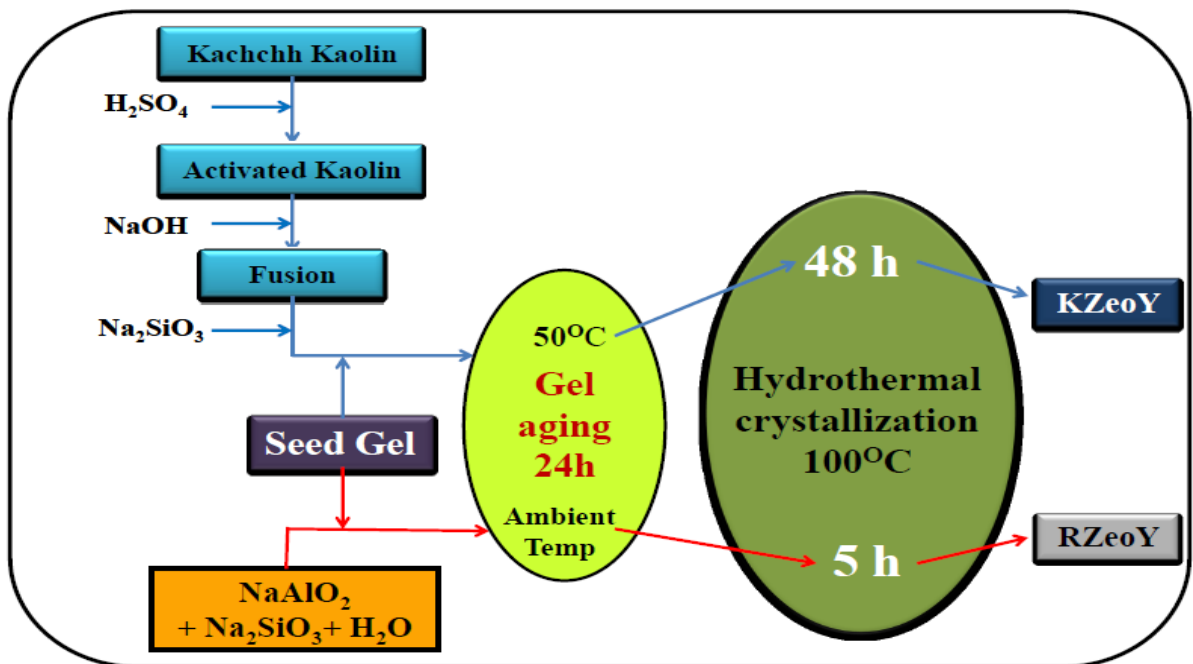 Kachchh Kaolin
H₂SO₄
Activated Kaolin
NaOH
Fusion
Na₂SiO₃
Seed Gel
NaAlO₂
+ Na₂SiO₃+ H₂O
50ᴼC
Gel
aging
24h
Ambient
Temp
48 h
Hydrothermal
crystallization
100ᴼC
5 h
KZeoY
RZeoY